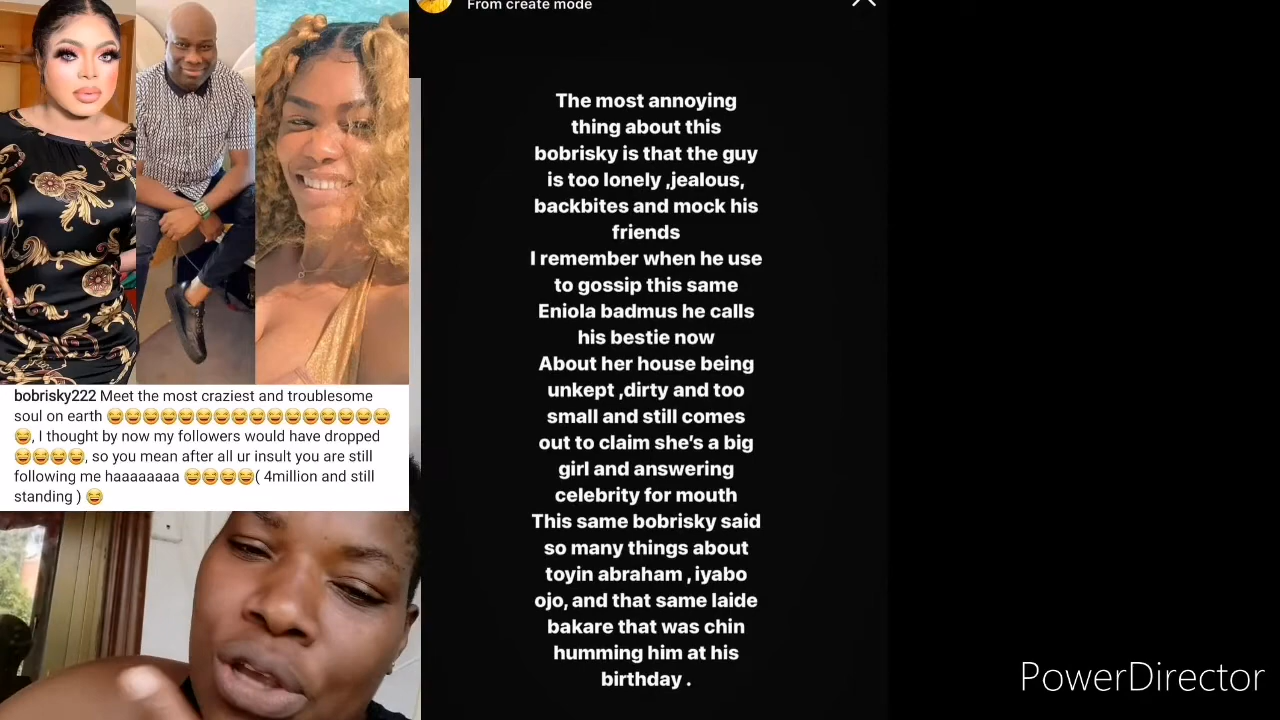 From create mode
The most annoying
thing about this
bobrisky is that the guy
is too lonely ,jealous,
backbites and mock his
friends
I remember when he use
to gossip this same
Eniola badmus he calls
his bestie now
About her house being
unkept ,dirty and too
small and still comes
out to claim she's a big
girl and answering
celebrity for mouth
This same bobrisky said
so many things about
toyin abraham , iyabo
ojo, and that same laide
bakare that was chin
humming him at his
birthday .
bobrisky222 Meet the most craziest and troublesome
soul on earth 😂😂😂😂😂😂😂😂😂😂😂😂😂😂😂😂
😂, I thought by now my followers would have dropped
😂😂😂😂, so you mean after all ur insult you are still
following me haaaaaaaa 😂😂😂😂( 4million and still
standing ) 😂
PowerDirector